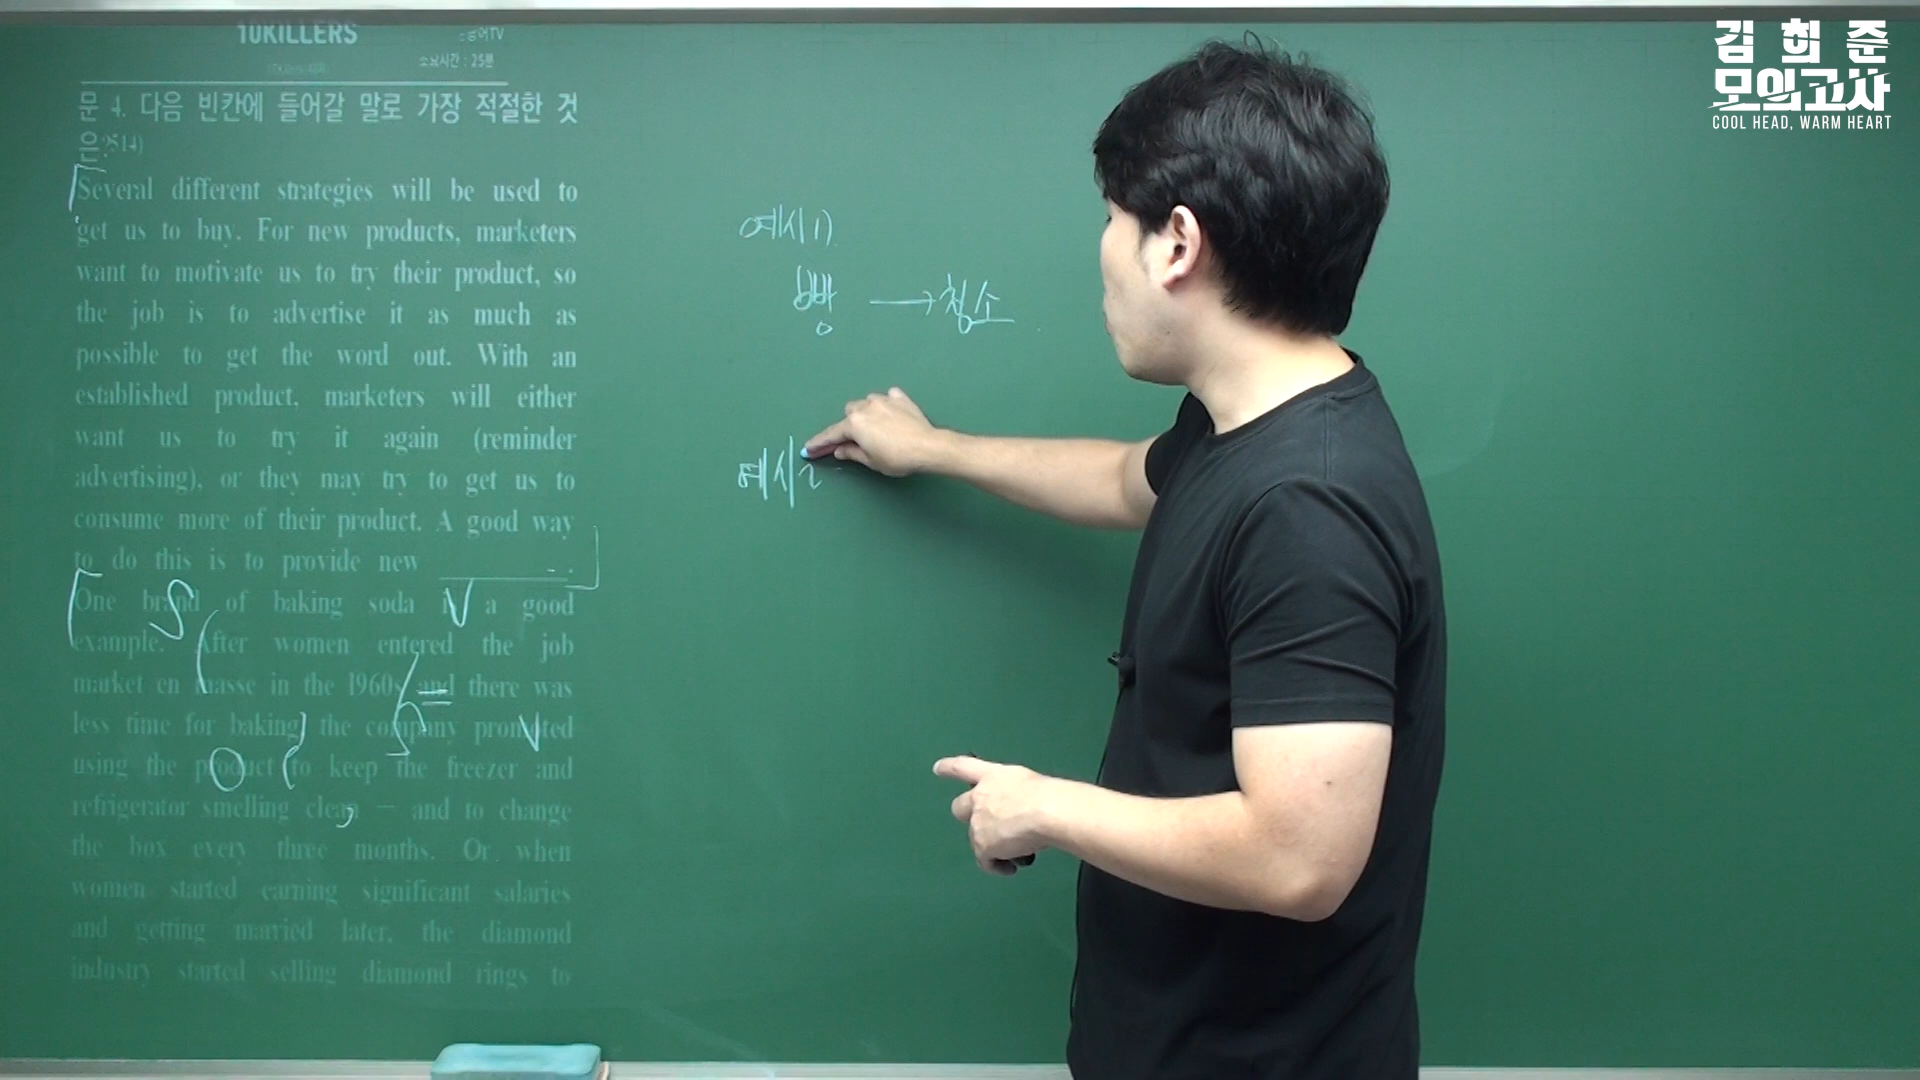 10KILLERS
소요시간 : 25분
문 4. 다음 빈칸에 들어갈 말로 가장 적절한 것
은?
Several different strategies will be used to
get us to buy. For new products, marketers
want to motivate us to try their product, so
the job is to advertise it as much as
possible to get the word out. With an
established product, marketers will either
want us to try it again (reminder
advertising), or they may try to get us to
consume more of their product. A good way
to do this is to provide new ____________.
One brand of baking soda is a good
example. After women entered the job
market en masse in the 1960s and there was
less time for baking, the company promoted
using the product to keep the freezer and
refrigerator smelling clean — and to change
the box every three months. Or when
women started earning significant salaries
and getting married later, the diamond
industry started selling diamond rings to
S
V
S
V
O
예시 1)
빵 → 청소
예시 2
김희준
모의고사
COOL HEAD, WARM HEART